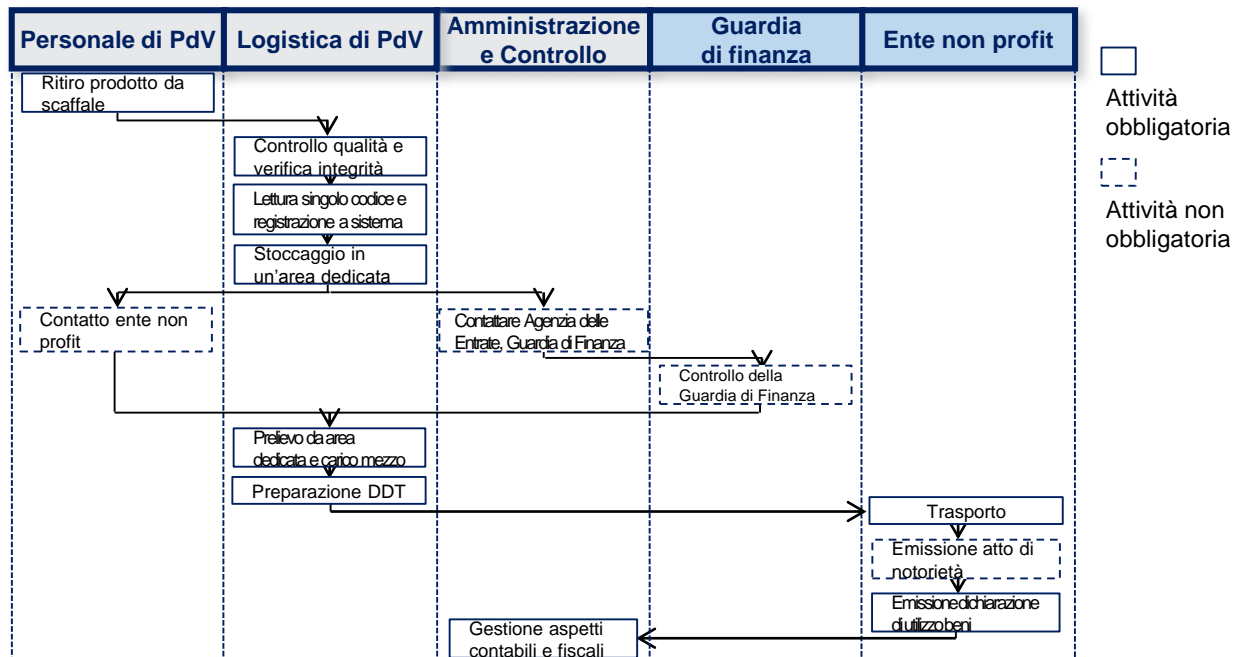 Personale di PdV
Logistica di PdV
Amministrazione
e Controllo
Guardia
di finanza
Ente non profit
Ritiro prodotto da
scaffale
Controllo qualità e
verifica integrità
Lettura singolo codice e
registrazione a sistema
Stoccaggio in
un'area dedicata
Contatto ente non
profit
Contattare Agenzia delle
Entrate, Guardia di Finanza
Controllo della
Guardia di Finanza
Prelievo da area
dedicata e carico mezzo
Preparazione DDT
Trasporto
Emissione atto di
notorietà
Emissione dichiarazione
di utilizzo beni
Gestione aspetti
contabili e fiscali
Attività
obbligatoria
Attività non
obbligatoria